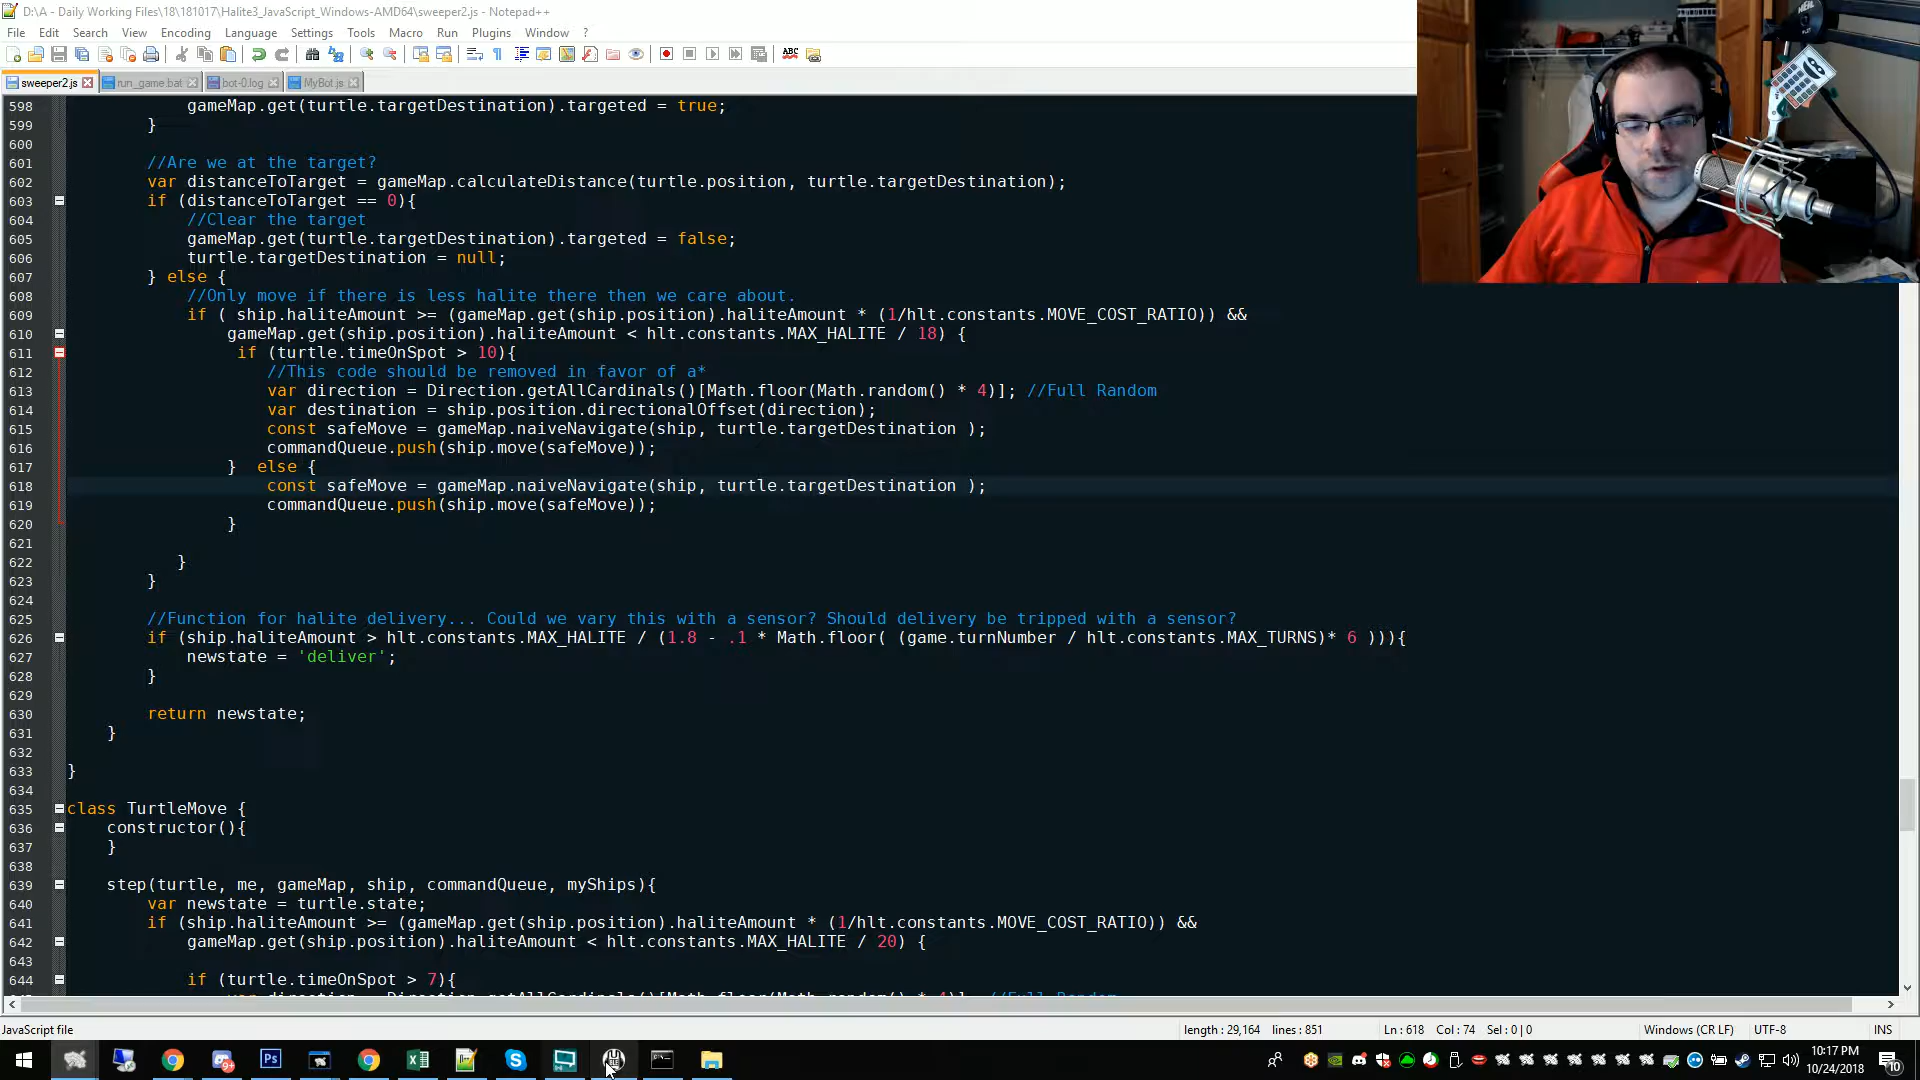 D:\A - Daily Working Files\18\181017\Halite3_JavaScript_Windows-AMD64\sweeper2.js - Notepad++
File Edit Search View Encoding Language Settings Tools Macro Run Plugins Window ?
sweeper2.js run_game.bat bot-0.log MyBot.js
598 gameMap.get(turtle.targetDestination).targeted = true;
599 }
600
601 //Are we at the target?
602 var distanceToTarget = gameMap.calculateDistance(turtle.position, turtle.targetDestination);
603 if (distanceToTarget == 0){
604 //Clear the target
605 gameMap.get(turtle.targetDestination).targeted = false;
606 turtle.targetDestination = null;
607 } else {
608 //Only move if there is less halite there then we care about.
609 if ( ship.haliteAmount >= (gameMap.get(ship.position).haliteAmount * (1/hlt.constants.MOVE_COST_RATIO)) &&
610 gameMap.get(ship.position).haliteAmount < hlt.constants.MAX_HALITE / 18) {
611 if (turtle.timeOnSpot > 10){
612 //This code should be removed in favor of a*
613 var direction = Direction.getAllCardinals()[Math.floor(Math.random() * 4)]; //Full Random
614 var destination = ship.position.directionalOffset(direction);
615 const safeMove = gameMap.naiveNavigate(ship, turtle.targetDestination );
616 commandQueue.push(ship.move(safeMove));
617 } else {
618 const safeMove = gameMap.naiveNavigate(ship, turtle.targetDestination );
619 commandQueue.push(ship.move(safeMove));
620 }
621
622 }
623 }
624
625 //Function for halite delivery... Could we vary this with a sensor? Should delivery be tripped with a sensor?
626 if (ship.haliteAmount > hlt.constants.MAX_HALITE / (1.8 - .1 * Math.floor( (game.turnNumber / hlt.constants.MAX_TURNS)* 6 ))){
627 newstate = 'deliver';
628 }
629
630 return newstate;
631 }
632
633 }
634
635 class TurtleMove {
636 constructor(){
637 }
638
639 step(turtle, me, gameMap, ship, commandQueue, myShips){
640 var newstate = turtle.state;
641 if (ship.haliteAmount >= (gameMap.get(ship.position).haliteAmount * (1/hlt.constants.MOVE_COST_RATIO)) &&
642 gameMap.get(ship.position).haliteAmount < hlt.constants.MAX_HALITE / 20) {
643
644 if (turtle.timeOnSpot > 7){
JavaScript file length : 29,164 lines : 851 Ln : 618 Col : 74 Sel : 0 | 0 Windows (CR LF) UTF-8 INS
10:17 PM
10/24/2018